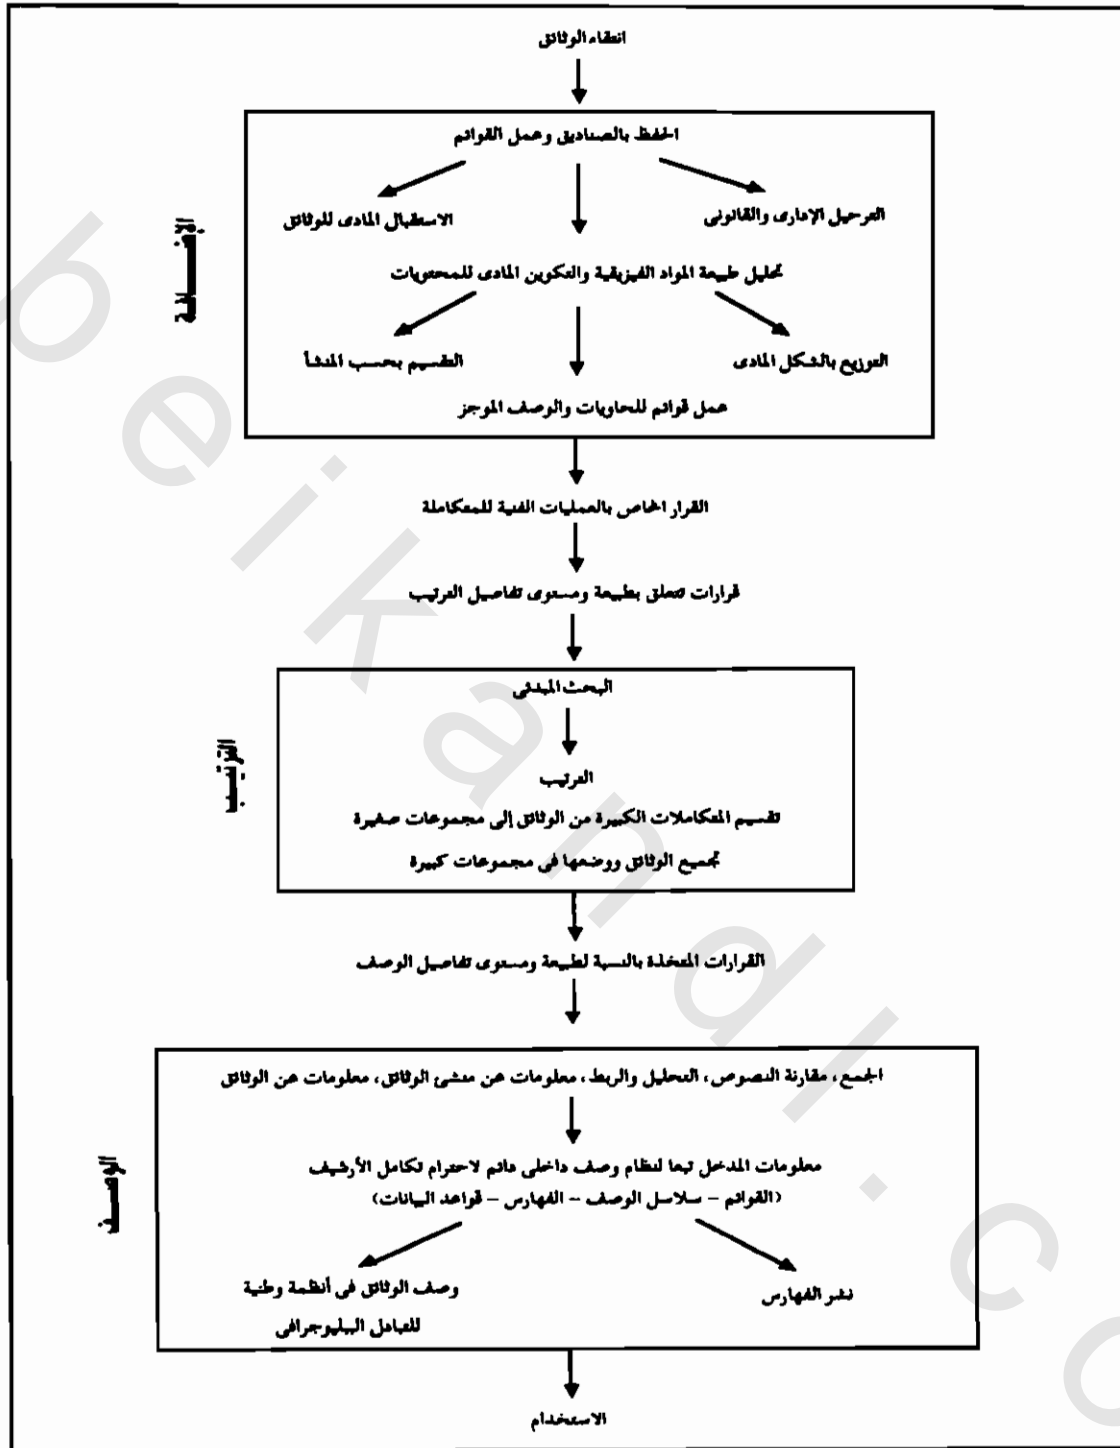 انتقاء الوثائق
الإضـــافة
الحفظ بالصناديق وعمل القوائم
الترحيل الإدارى والقانونى
الاستقبال المادى للوثائق
تحليل طبيعة المواد الفيزيقية والتكوين المادى للمحتويات
التوزيع بالشكل المادى
التقسيم بحسب المنشأ
عمل قوائم للحاويات والوصف الموجز
القرار الخاص بالعمليات الفنية للمتكاملة
قرارات تتعلق بطبيعة ومستوى تفاصيل الترتيب
الترتيـب
البحث المبدئى
الترتيب
تقسيم المتكاملات الكبيرة من الوثائق إلى مجموعات صغيرة
تجميع الوثائق ووضعها فى مجموعات كبيرة
القرارات المتخذة بالنسبة لطبيعة ومستوى تفاصيل الوصف
الوصـف
الجمع، مقارنة النصوص، التحليل والربط، معلومات عن منشئ الوثائق، معلومات عن الوثائق
معلومات المدخل تبعا لنظام وصف داخلى دائم لاحترام تكامل الأرشيف
(القوائم – سلاسل الوصف – الفهارس – قواعد البيانات)
نشر الفهارس
وصف الوثائق فى أنظمة وطنية
للتبادل الببليوجرافى
الاستخدام
beikandl.co